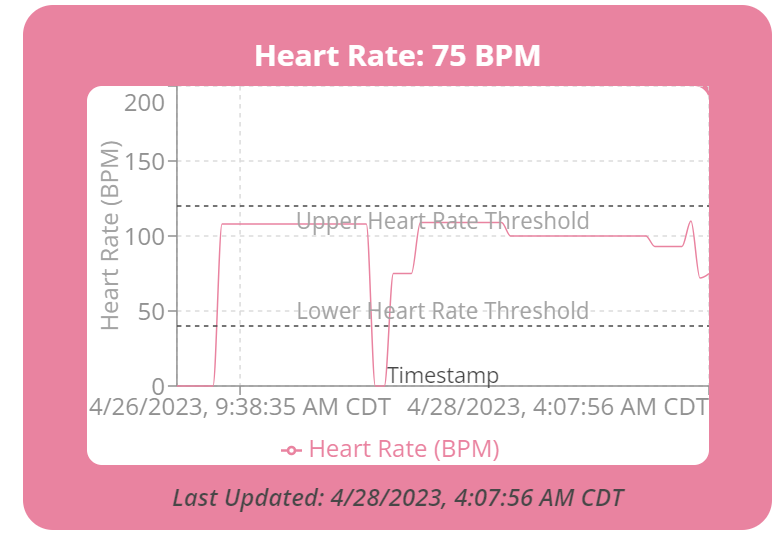 Heart Rate: 75 BPM
200
150
100
50
0
Heart Rate (BPM)
Upper Heart Rate Threshold
Lower Heart Rate Threshold
Timestamp
4/26/2023, 9:38:35 AM CDT
4/28/2023, 4:07:56 AM CDT
Heart Rate (BPM)
Last Updated: 4/28/2023, 4:07:56 AM CDT